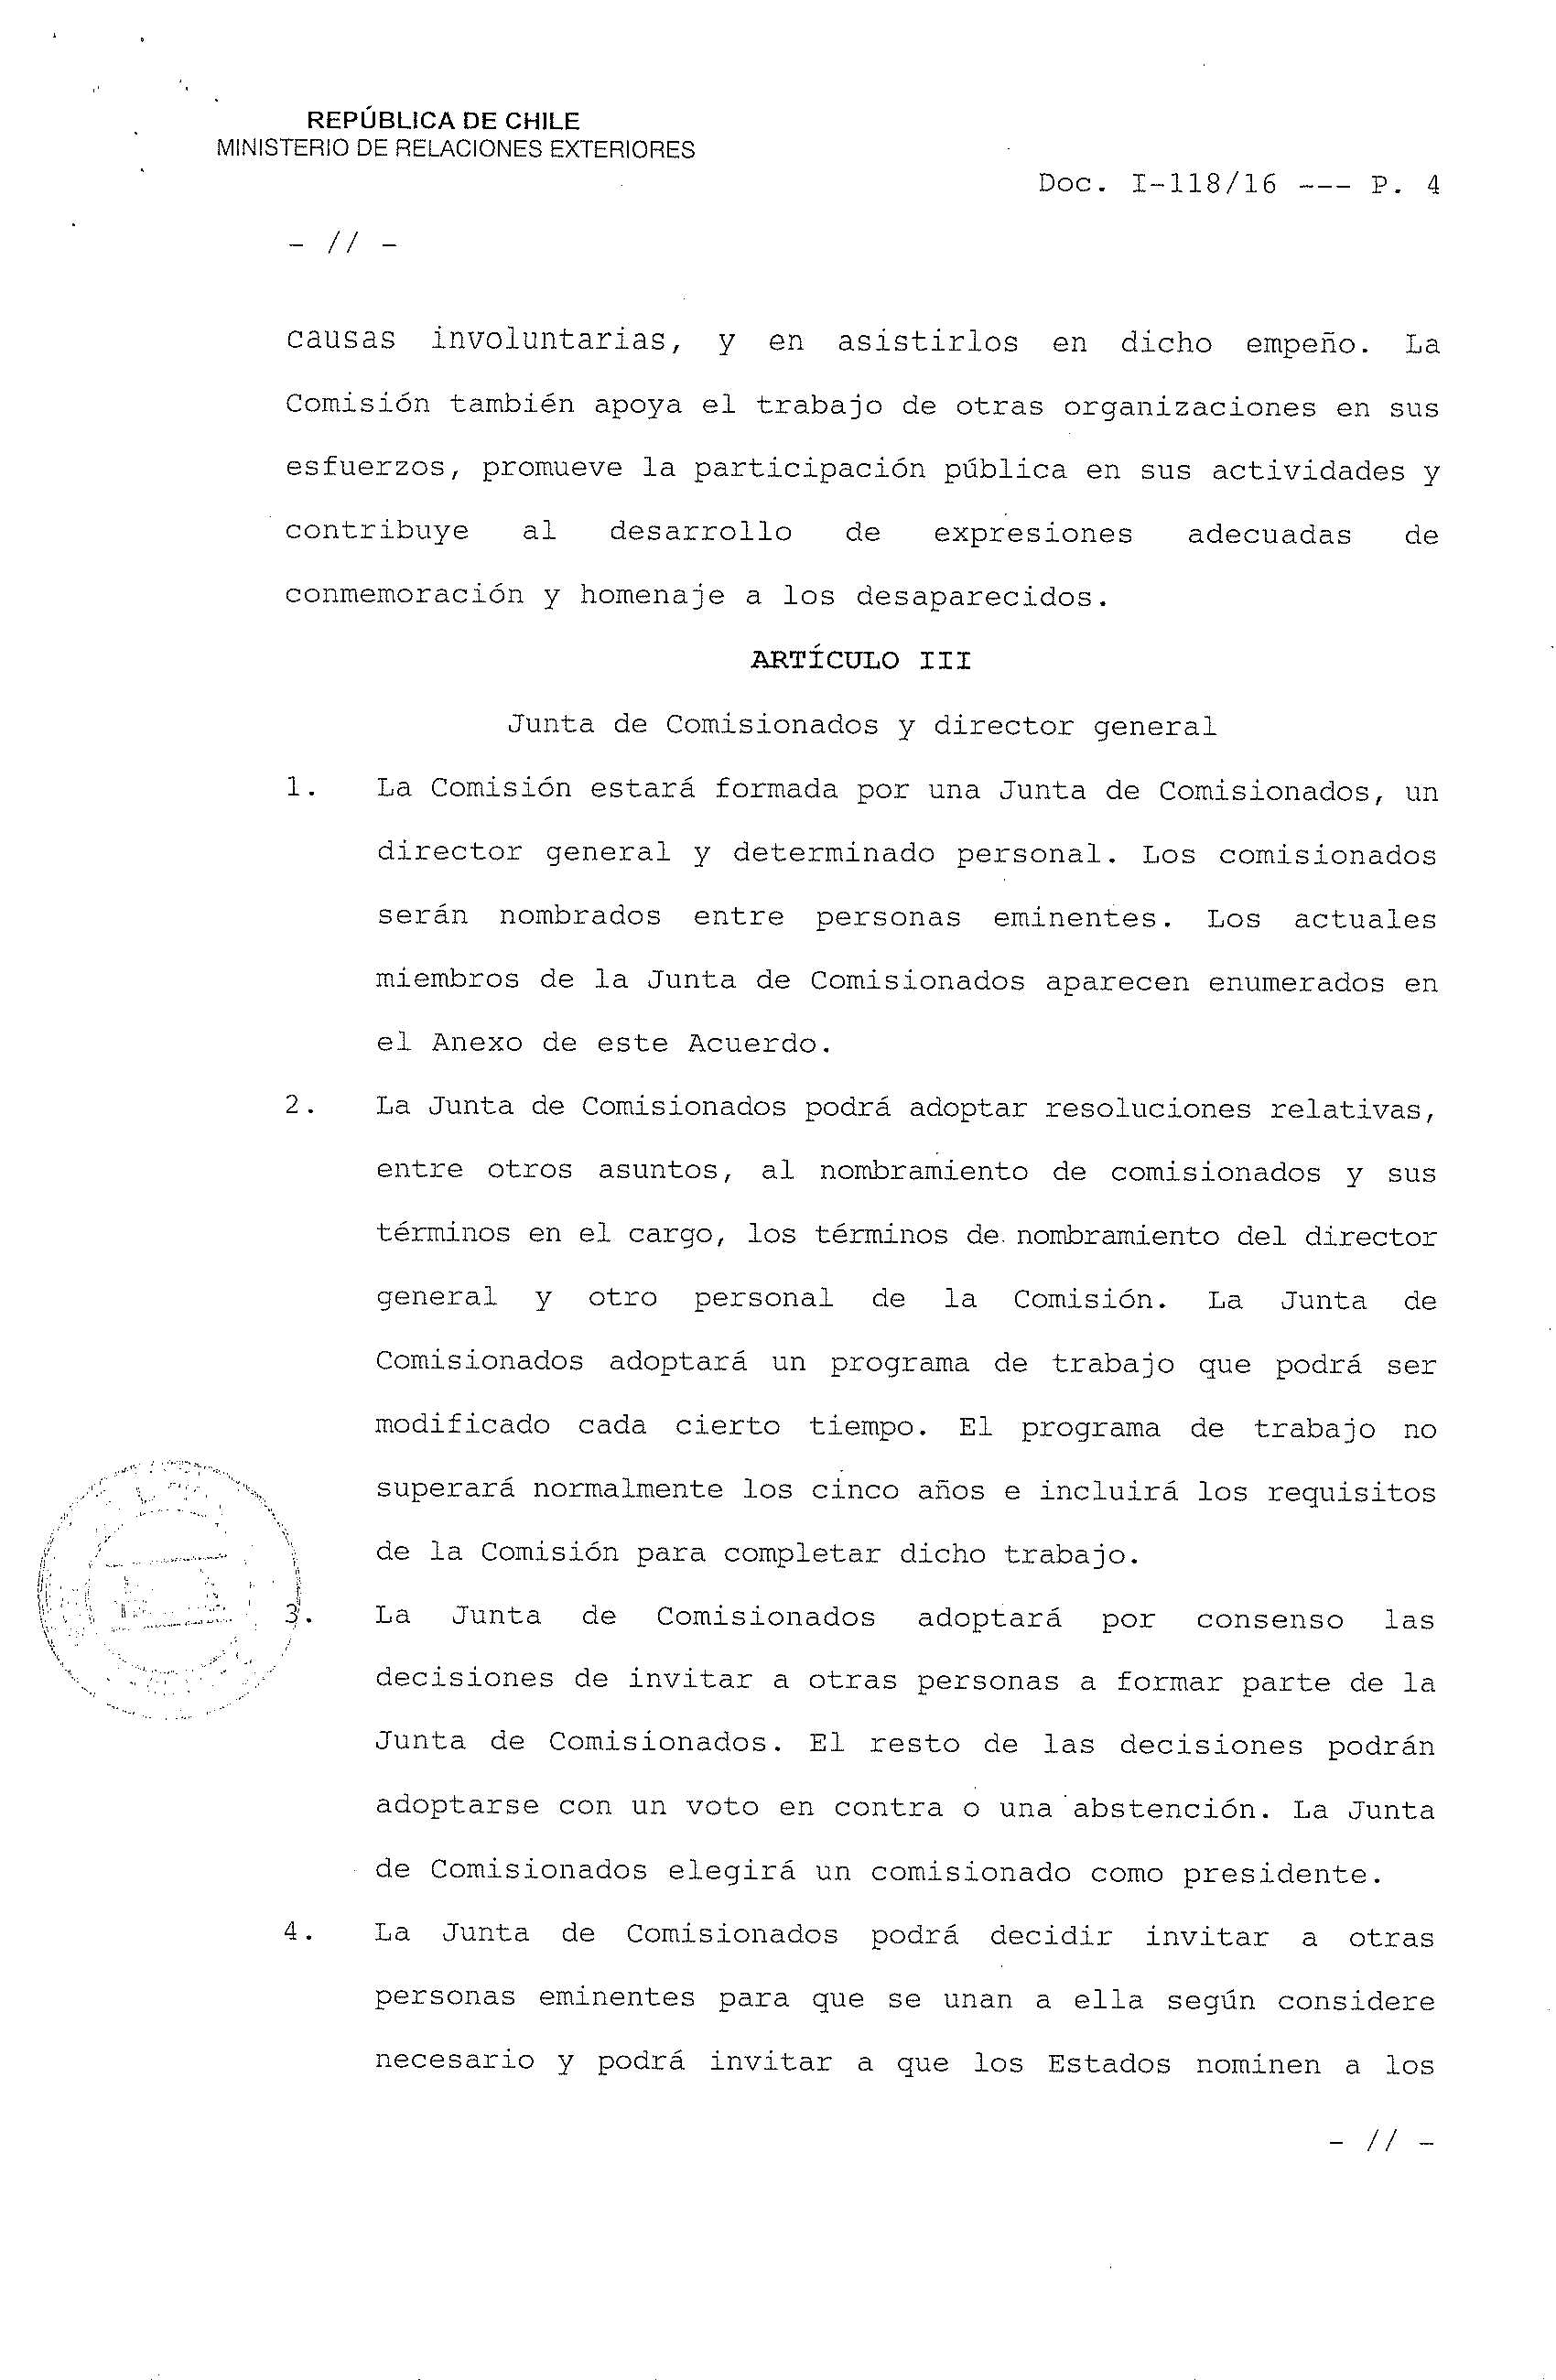 REPÚBLICA DE CHILE
MINISTERIO DE RELACIONES EXTERIORES
Doc. I-118/16 --- P. 4
- // -
causas involuntarias, y en asistirlos en dicho empeño. La
Comisión también apoya el trabajo de otras organizaciones en sus
esfuerzos, promueve la participación pública en sus actividades y
contribuye al desarrollo de expresiones adecuadas de
conmemoración y homenaje a los desaparecidos.
ARTÍCULO III
Junta de Comisionados y director general
1. La Comisión estará formada por una Junta de Comisionados, un
director general y determinado personal. Los comisionados
serán nombrados entre personas eminentes. Los actuales
miembros de la Junta de Comisionados aparecen enumerados en
el Anexo de este Acuerdo.
2. La Junta de Comisionados podrá adoptar resoluciones relativas,
entre otros asuntos, al nombramiento de comisionados y sus
términos en el cargo, los términos de nombramiento del director
general y otro personal de la Comisión. La Junta de
Comisionados adoptará un programa de trabajo que podrá ser
modificado cada cierto tiempo. El programa de trabajo no
superará normalmente los cinco años e incluirá los requisitos
de la Comisión para completar dicho trabajo.
3. La Junta de Comisionados adoptará por consenso las
decisiones de invitar a otras personas a formar parte de la
Junta de Comisionados. El resto de las decisiones podrán
adoptarse con un voto en contra o una abstención. La Junta
de Comisionados elegirá un comisionado como presidente.
4. La Junta de Comisionados podrá decidir invitar a otras
personas eminentes para que se unan a ella según considere
necesario y podrá invitar a que los Estados nominen a los
- // -